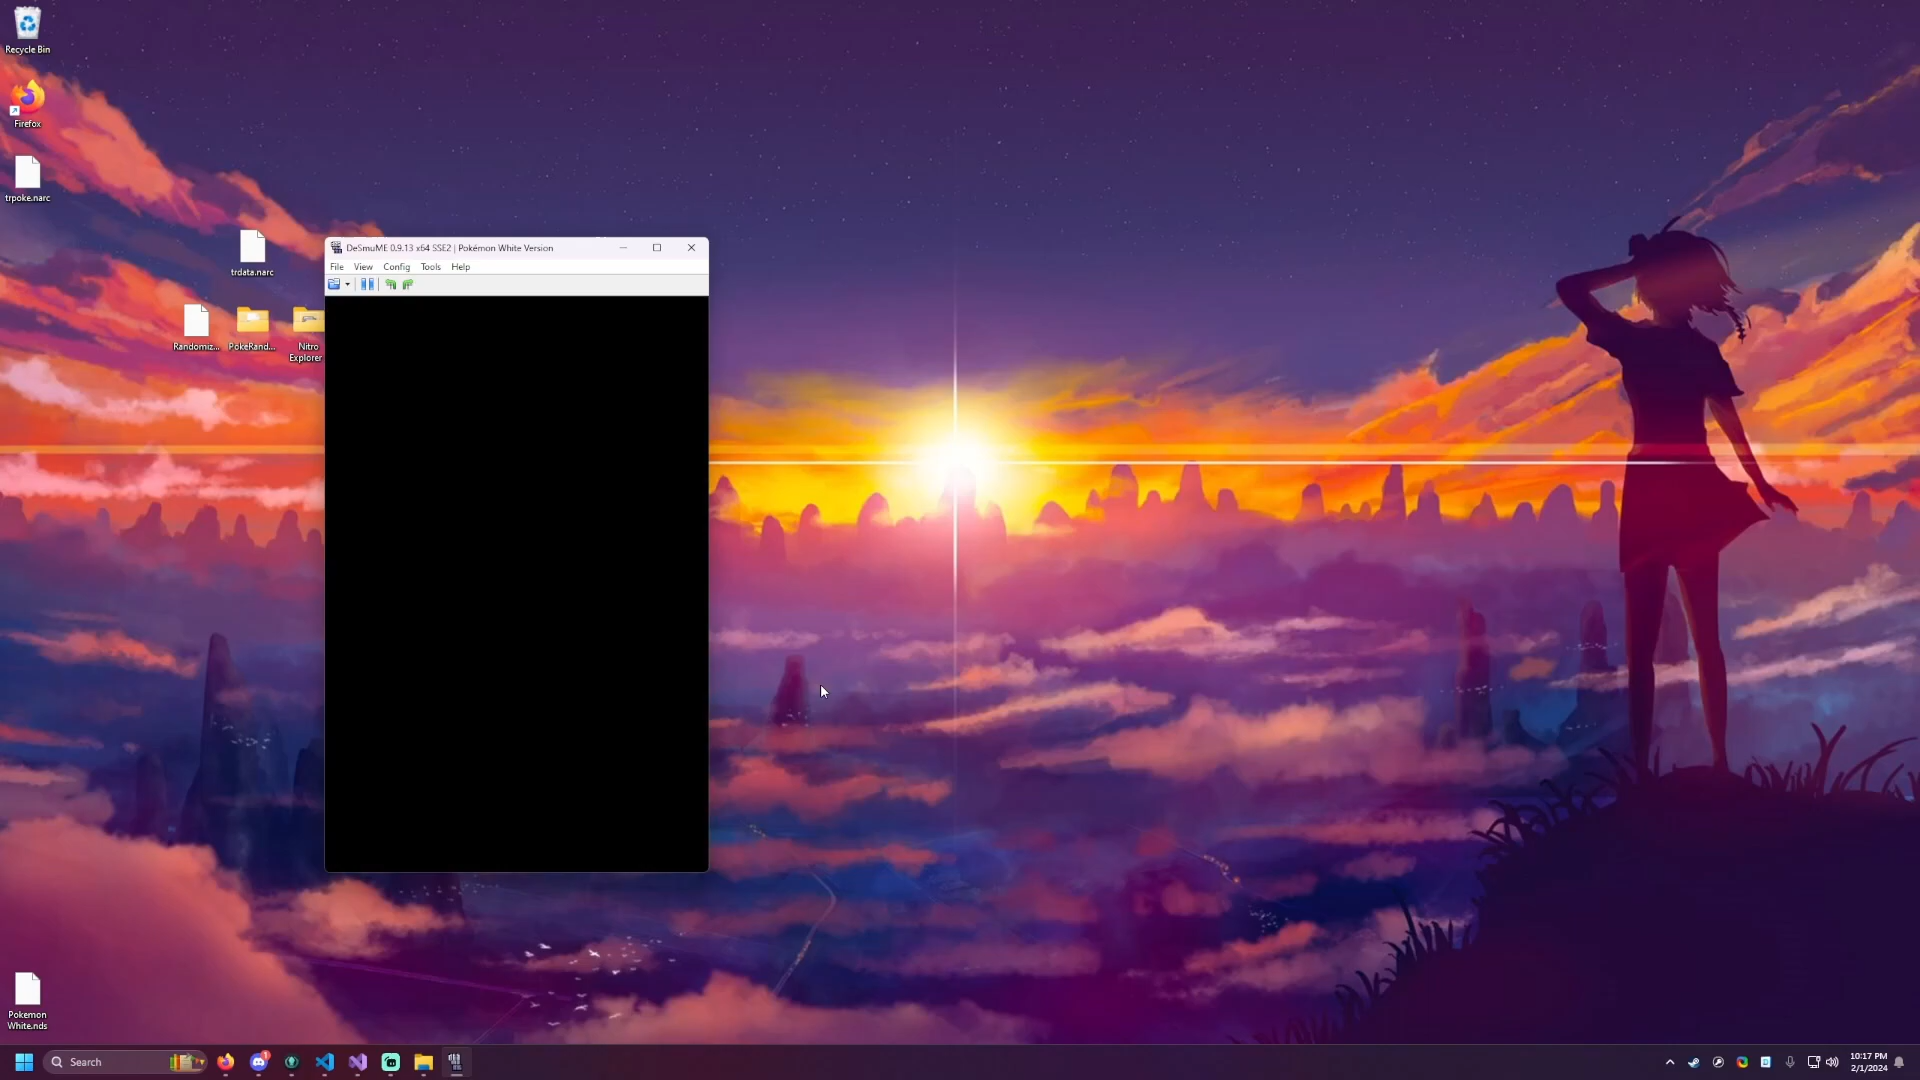 Recycle Bin
Firefox
trpoke.narc
trdata.narc
Randomiz...
PokeRand...
Nitro
Explorer
DeSmuME 0.9.13 x64 SSE2 | Pokémon White Version
File View Config Tools Help
Pokemon
White.nds
Search
1
10:17 PM
2/1/2024